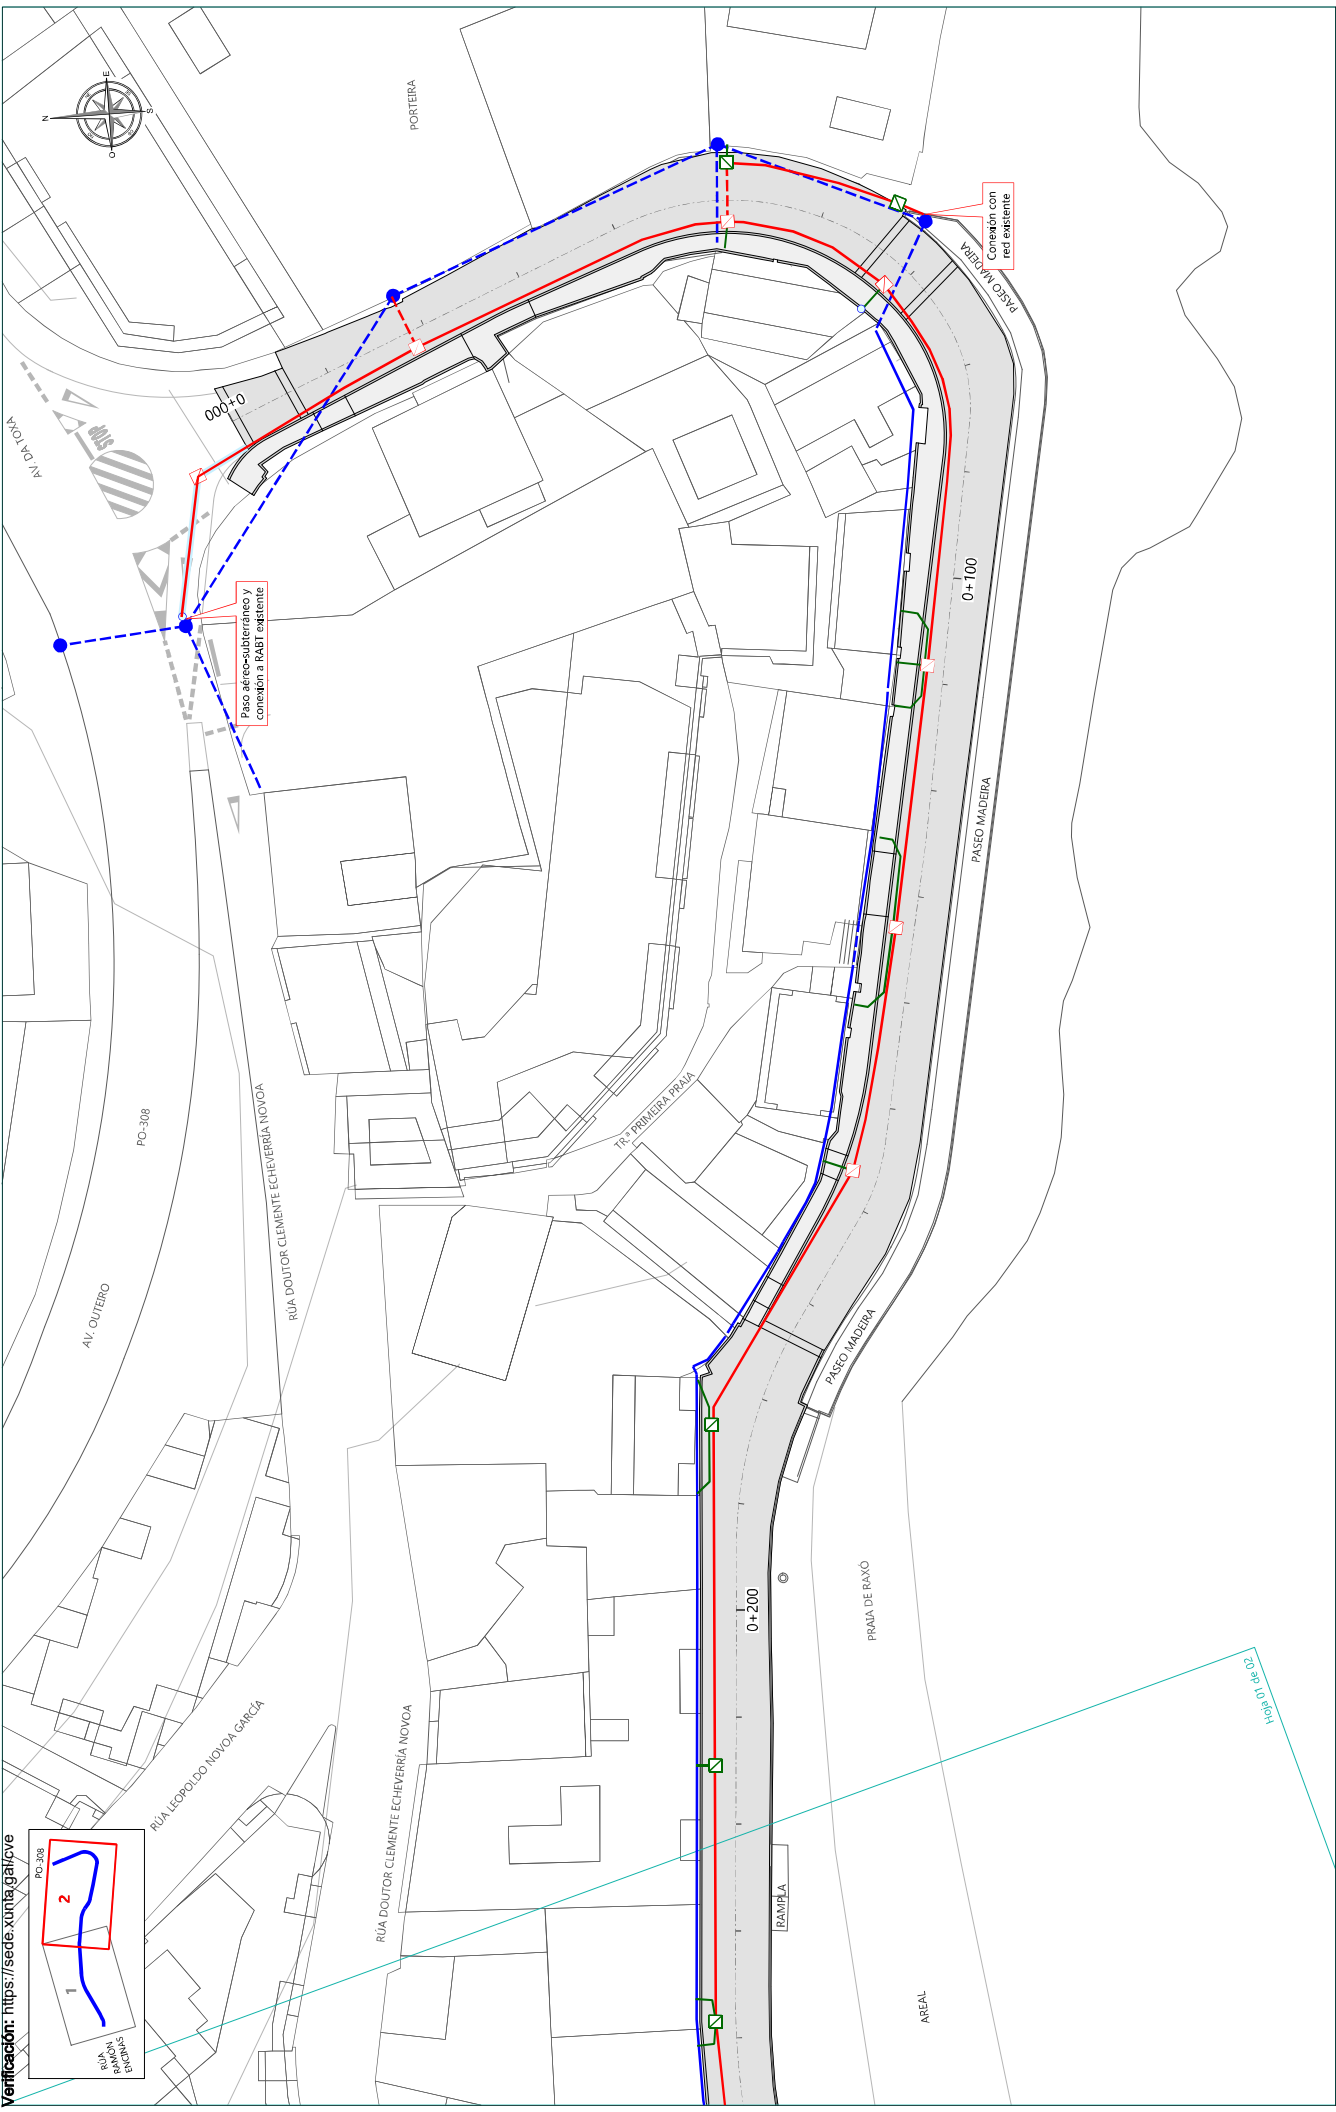 N
E
S
O
PORTEIRA
AV. DA TOXA
0+000
Conexión con
red existente
PASEO MADEIRA
Paso aéreo-subterráneo y
conexión a RABT existente
0+100
PASEO MADEIRA
PO-308
RÚA DOUTOR CLEMENTE ECHEVERRÍA NOVOA
TR.ª PRIMEIRA PRAIA
AV. OUTEIRO
PASEO MADEIRA
0+200
PRAIA DE RAXÓ
Hoja 01 de 02
RÚA LEOPOLDO NOVOA GARCÍA
RÚA DOUTOR CLEMENTE ECHEVERRÍA NOVOA
RAMPLA
AREAL
PO-308
2
1
RÚA
RAMÓN
ENCINAS
Verificación: https://sede.xunta.gal/cve